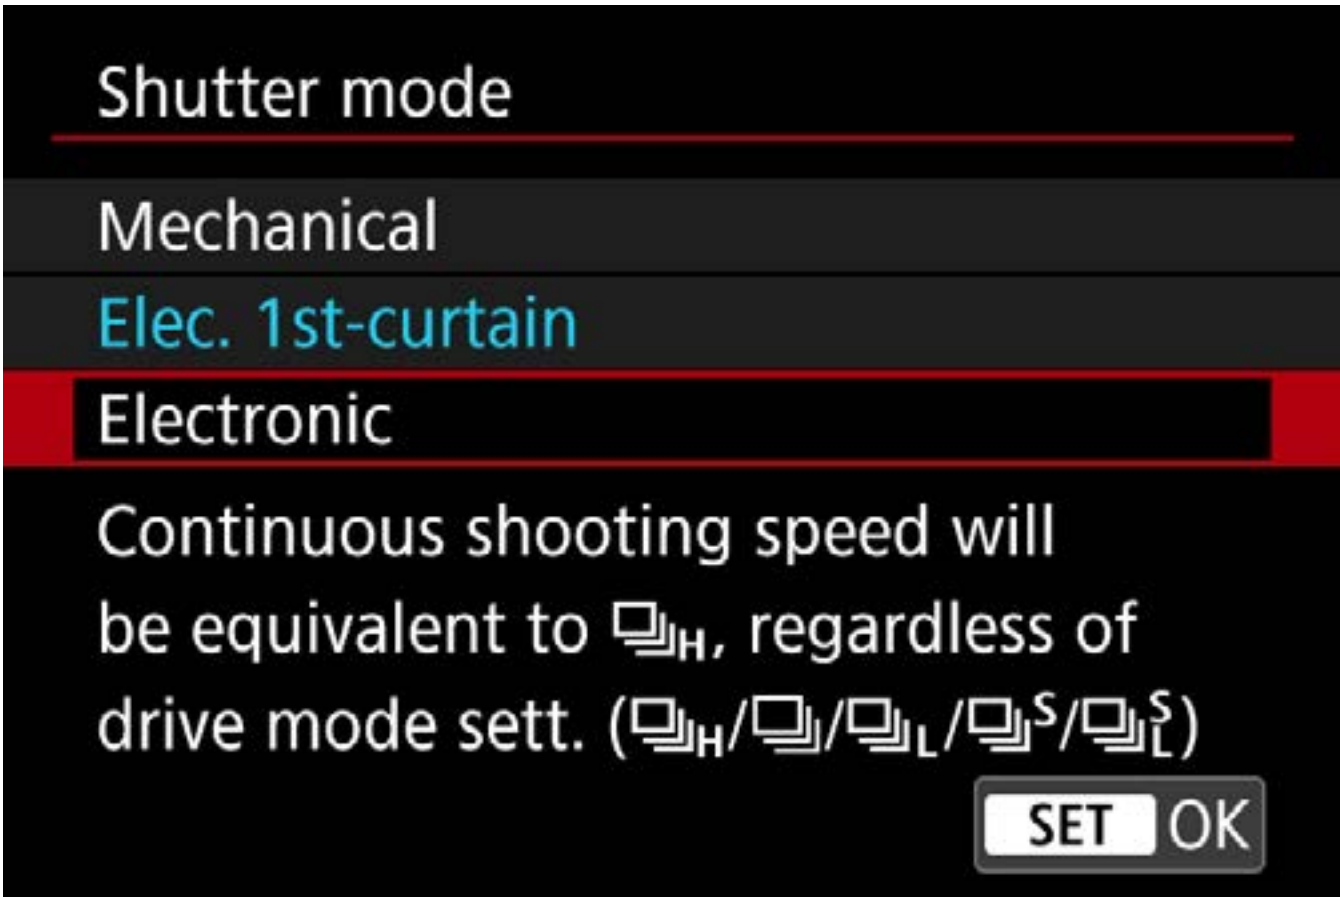 Shutter mode
Mechanical
Elec. 1st-curtain
Electronic
Continuous shooting speed will
be equivalent to H, regardless of
drive mode sett. (H/ / L/ S/ S L)
SET OK